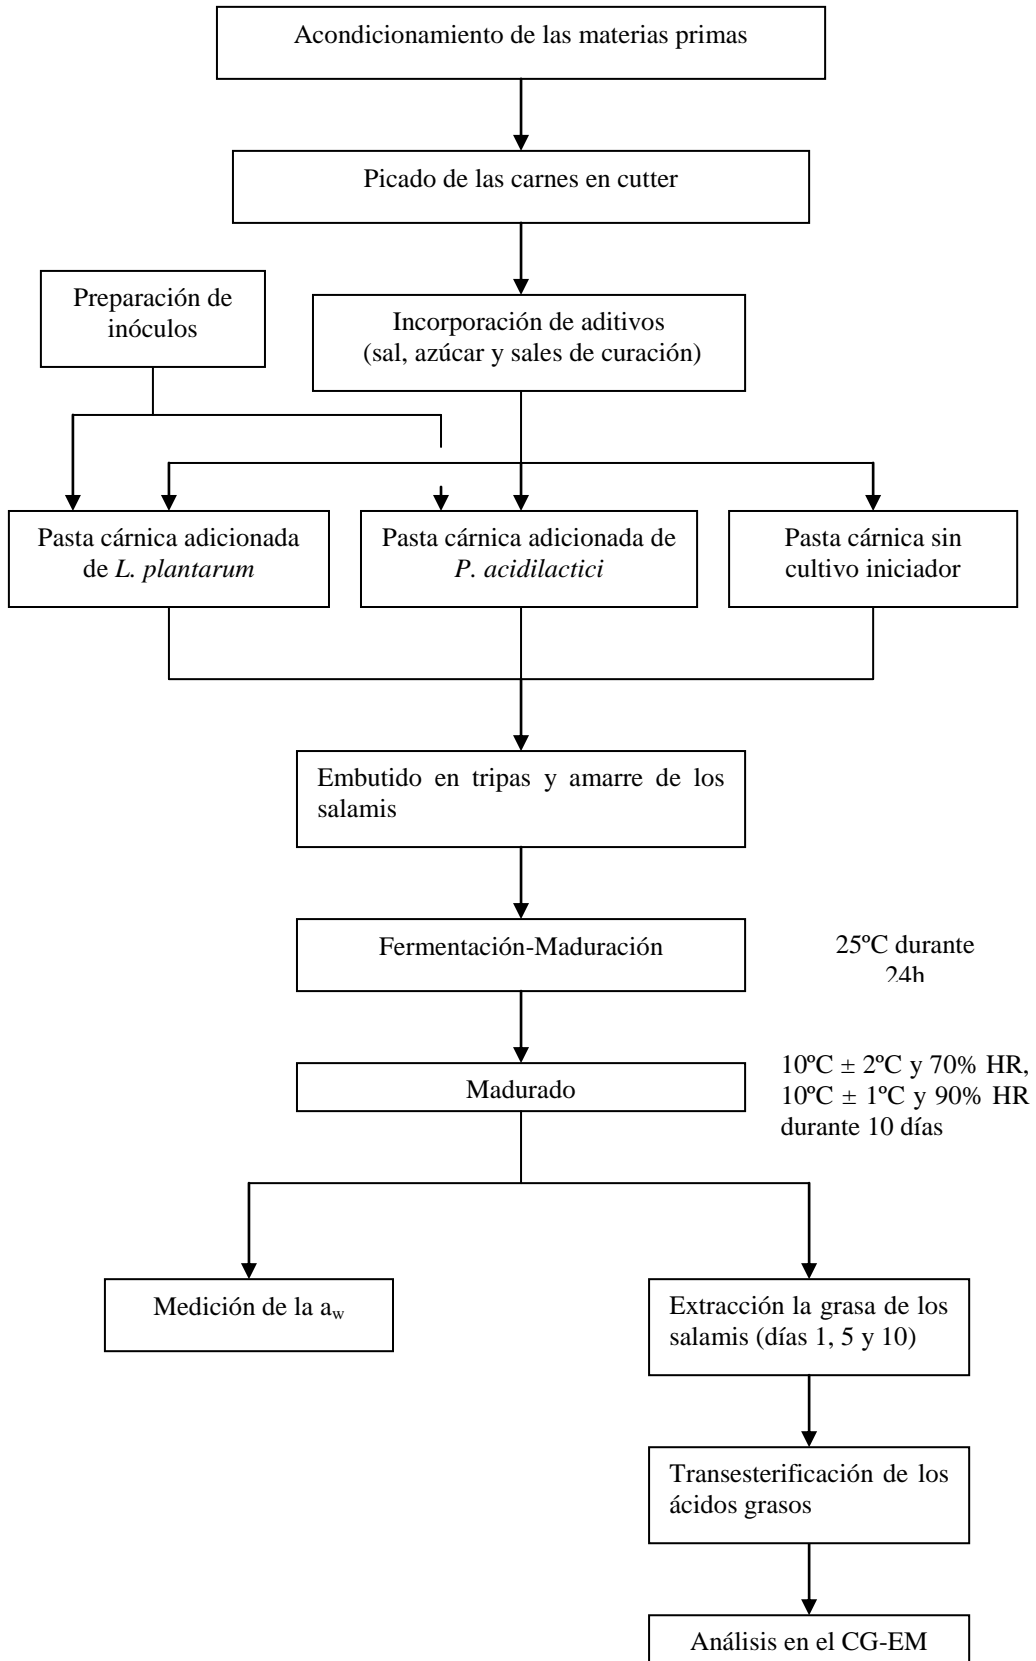 Acondicionamiento de las materias primas
Picado de las carnes en cutter
Preparación de
inóculos
Incorporación de aditivos
(sal, azúcar y sales de curación)
Pasta cárnica adicionada
de L. plantarum
Pasta cárnica adicionada de
P. acidilactici
Pasta cárnica sin
cultivo iniciador
Embutido en tripas y amarre de los
salamis
Fermentación-Maduración
25ºC durante
24h
Madurado
10ºC ± 2ºC y 70% HR,
10ºC ± 1ºC y 90% HR
durante 10 días
Medición de la aw
Extracción la grasa de los
salamis (días 1, 5 y 10)
Transesterificación de los
ácidos grasos
Análisis en el CG-EM